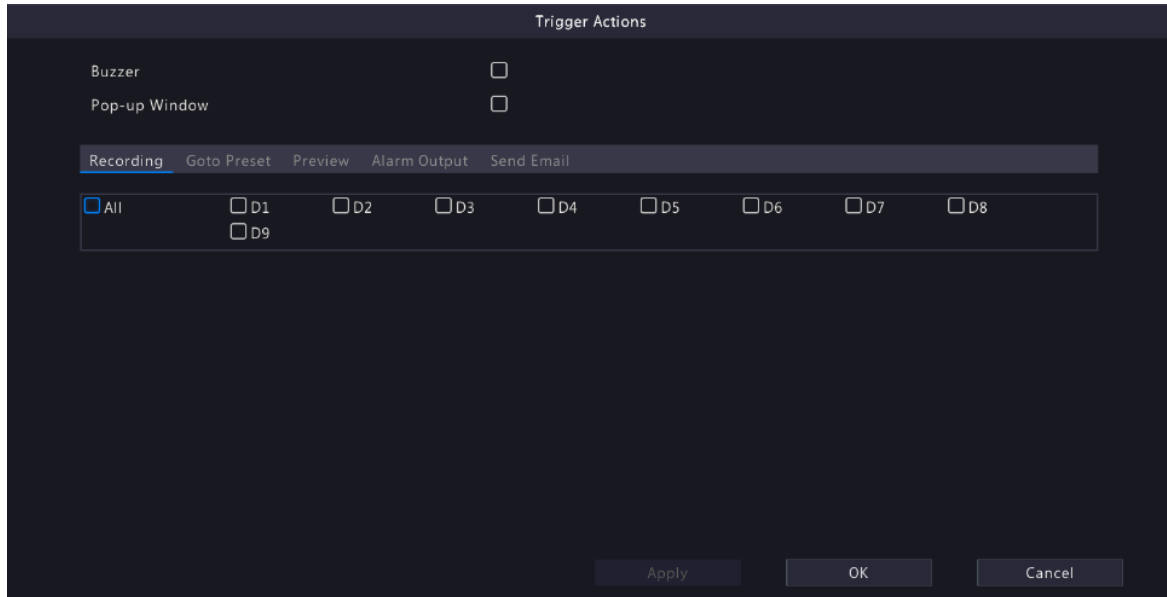 Trigger Actions
Buzzer
Pop-up Window
Recording Goto Preset Preview Alarm Output Send Email
All D1 D2 D3 D4 D5 D6 D7 D8
D9
Apply OK Cancel